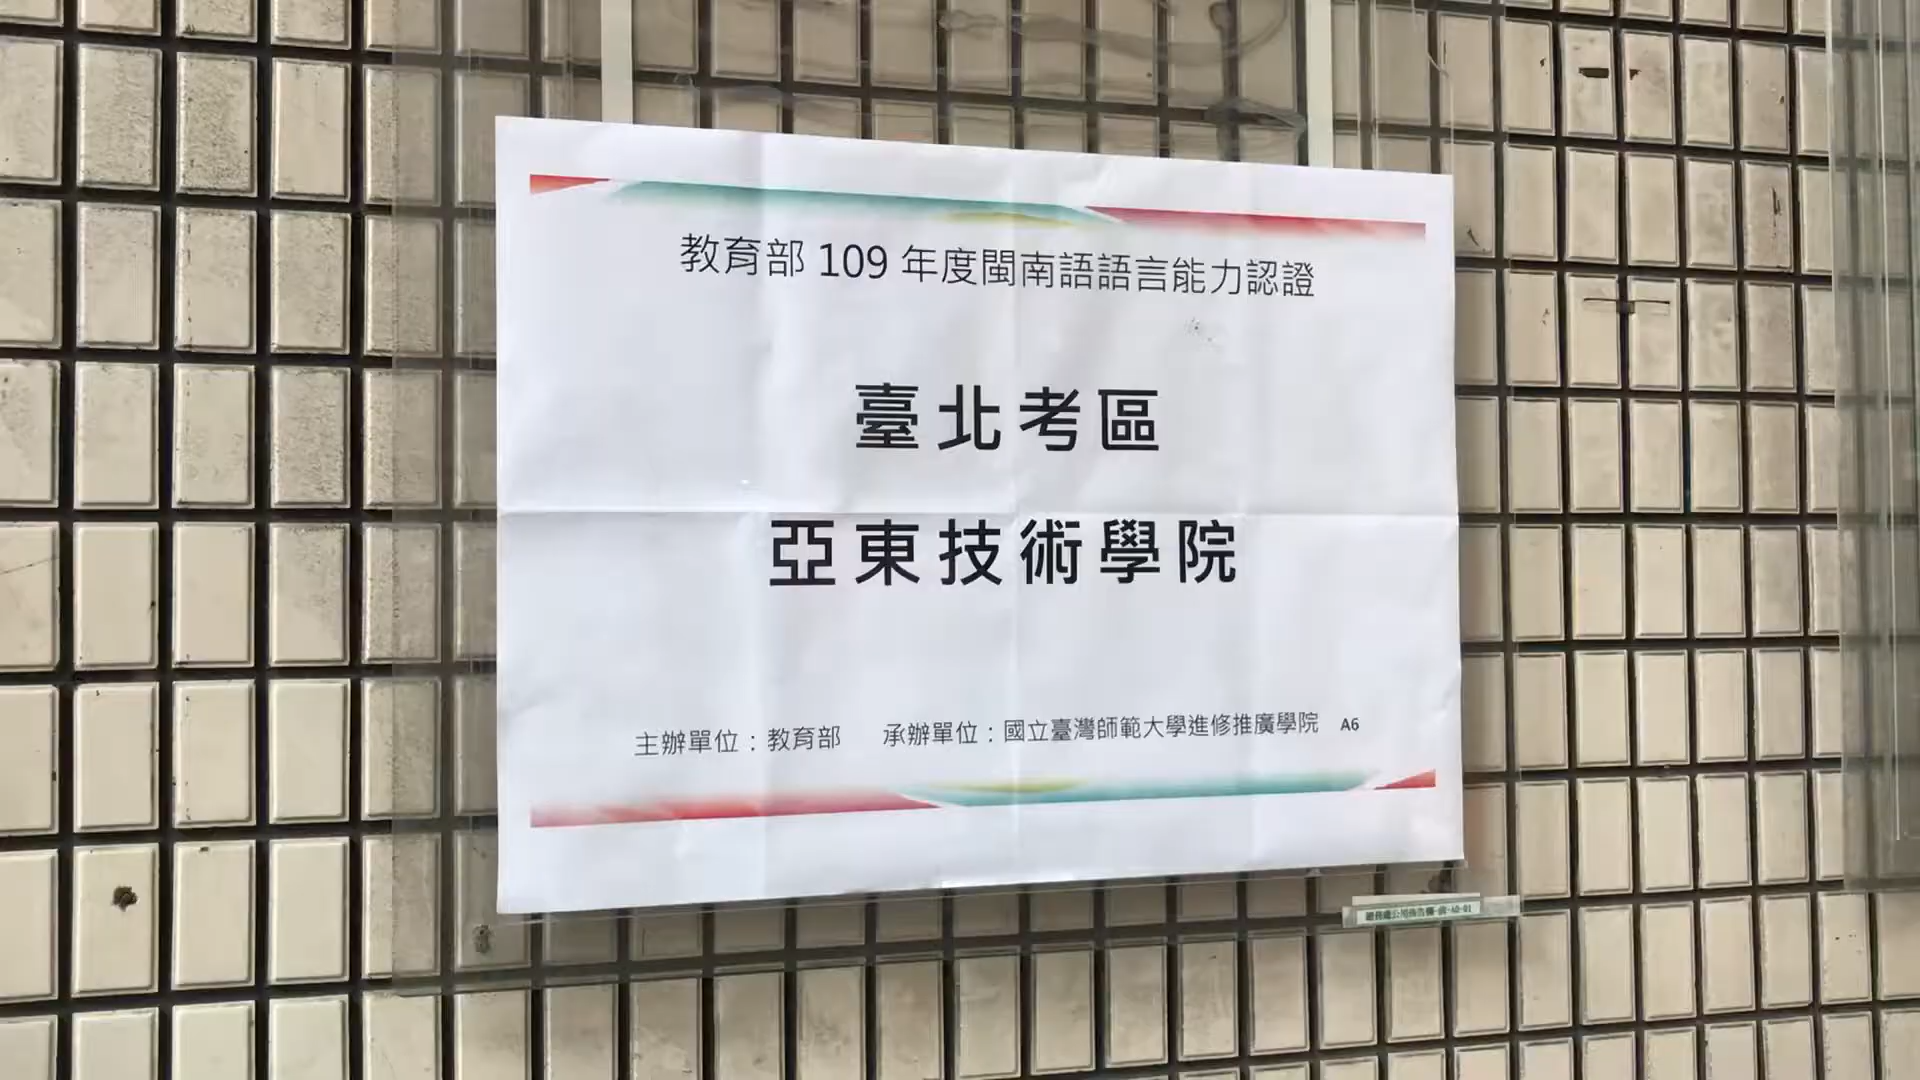 教育部 109 年度閩南語語言能力認證
臺北考區
亞東技術學院
主辦單位：教育部 承辦單位：國立臺灣師範大學進修推廣學院 A6